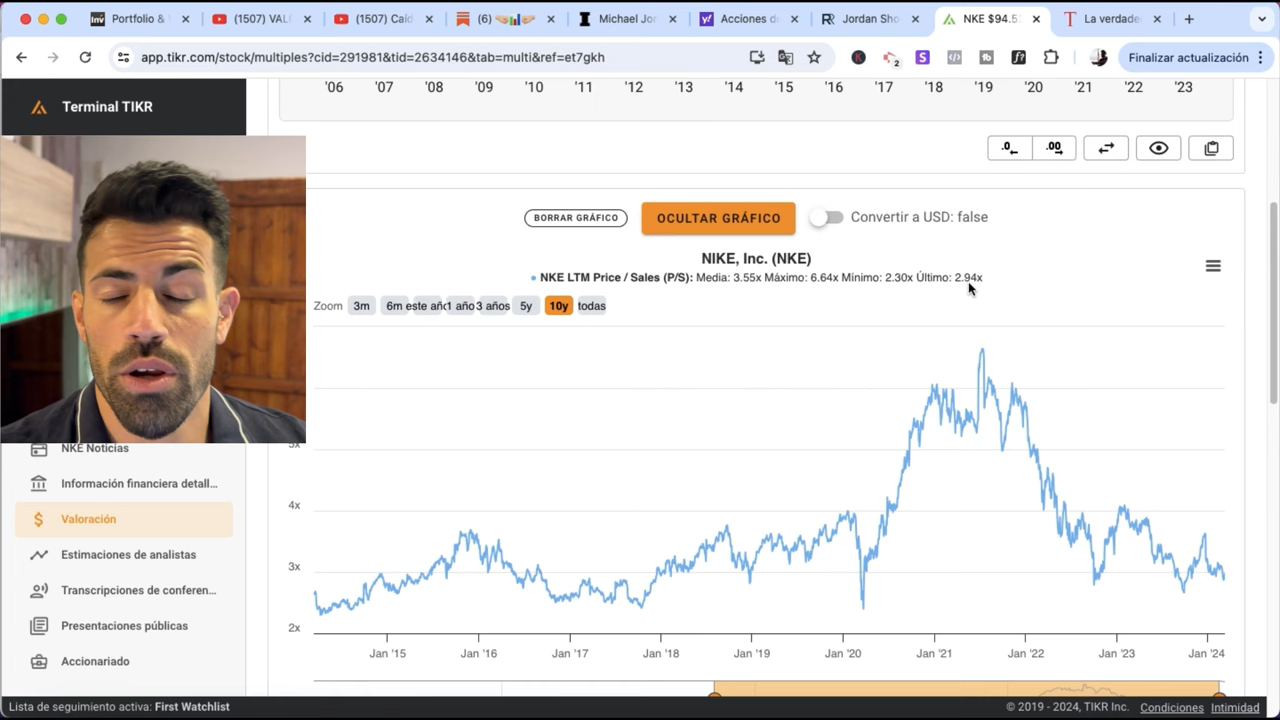 Portfolio &
(1507) VALI
(1507) Caíd
(6)
Michael Jor
Acciones de
Jordan Sho
NKE $94.5
La verdade
app.tikr.com/stock/multiples?cid=291981&tid=2634146&tab=multi&ref=et7gkh
Finalizar actualización
Terminal TIKR
'06 '07 '08 '09 '10 '11 '12 '13 '14 '15 '16 '17 '18 '19 '20 '21 '22 '23
.0 .00
BORRAR GRÁFICO
OCULTAR GRÁFICO
Convertir a USD: false
NIKE, Inc. (NKE)
NKE LTM Price / Sales (P/S): Media: 3.55x Máximo: 6.64x Mínimo: 2.30x Último: 2.94x
Zoom 3m 6m este año 1 año 3 años 5y 10y todas
5x
4x
3x
2x
Jan '15 Jan '16 Jan '17 Jan '18 Jan '19 Jan '20 Jan '21 Jan '22 Jan '23 Jan '24
NKE Noticias
Información financiera detall...
Valoración
Estimaciones de analistas
Transcripciones de conferen...
Presentaciones públicas
Accionariado
Lista de seguimiento activa: First Watchlist
© 2019 - 2024, TIKR Inc. Condiciones Intimidad